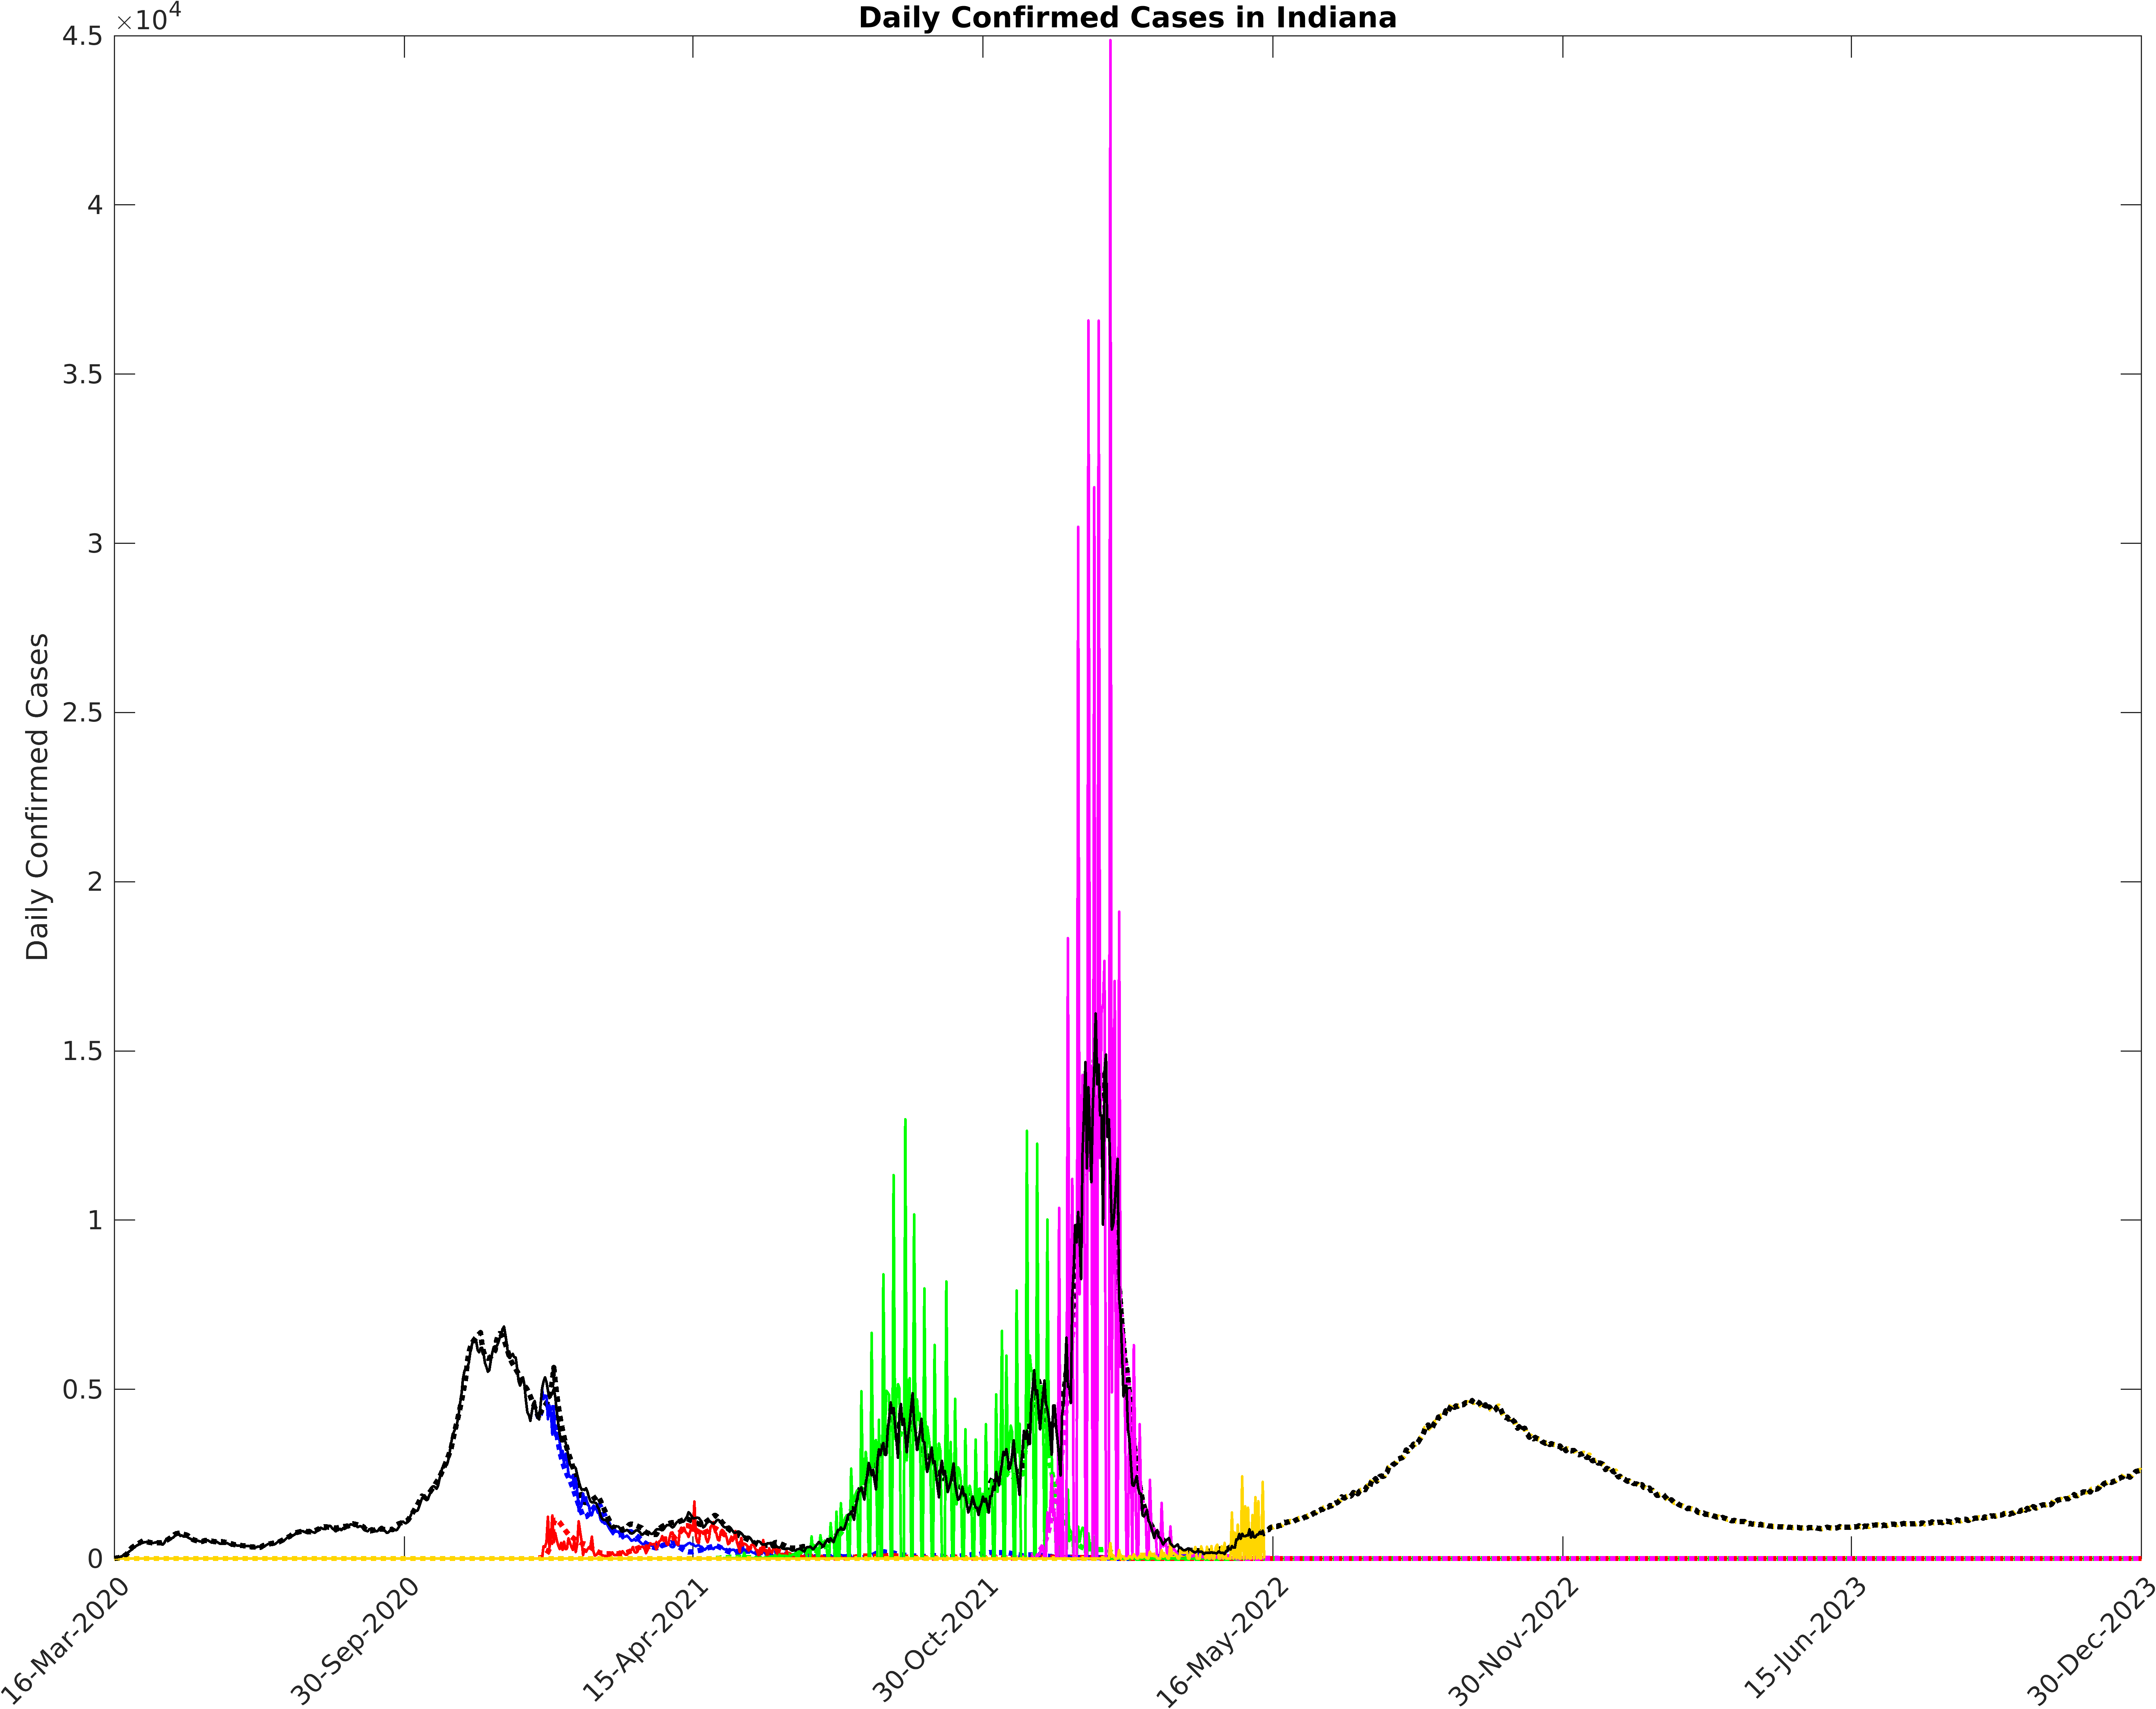 Daily Confirmed Cases in Indiana
×10⁴
4.5
4
3.5
3
2.5
2
1.5
1
0.5
0
Daily Confirmed Cases
16-Mar-2020
30-Sep-2020
15-Apr-2021
30-Oct-2021
16-May-2022
30-Nov-2022
15-Jun-2023
30-Dec-2023